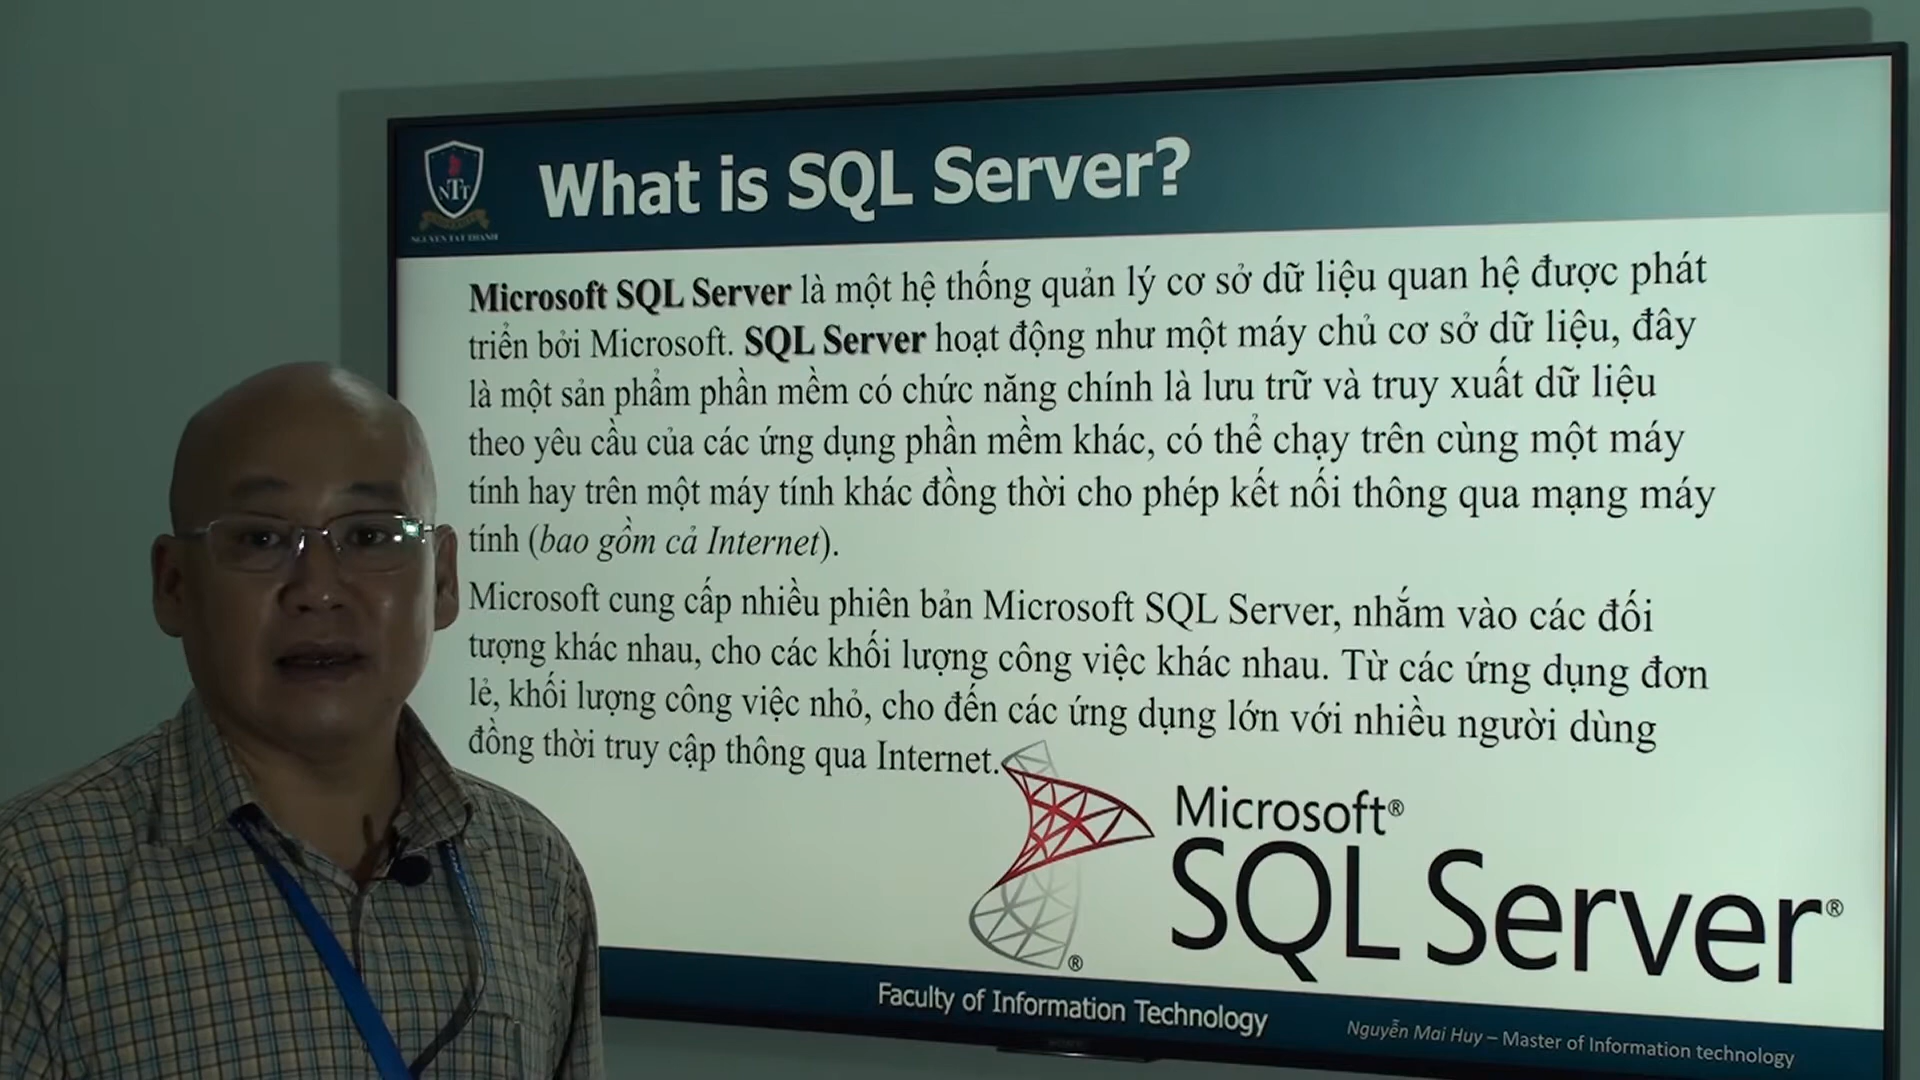 NTT
NGUYEN TAT THANH
What is SQL Server?
Microsoft SQL Server là một hệ thống quản lý cơ sở dữ liệu quan hệ được phát
triển bởi Microsoft. SQL Server hoạt động như một máy chủ cơ sở dữ liệu, đây
là một sản phẩm phần mềm có chức năng chính là lưu trữ và truy xuất dữ liệu
theo yêu cầu của các ứng dụng phần mềm khác, có thể chạy trên cùng một máy
tính hay trên một máy tính khác đồng thời cho phép kết nối thông qua mạng máy
tính (bao gồm cả Internet).
Microsoft cung cấp nhiều phiên bản Microsoft SQL Server, nhắm vào các đối
tượng khác nhau, cho các khối lượng công việc khác nhau. Từ các ứng dụng đơn
lẻ, khối lượng công việc nhỏ, cho đến các ứng dụng lớn với nhiều người dùng
đồng thời truy cập thông qua Internet.
Microsoft®
SQL Server®
®
Faculty of Information Technology
Nguyễn Mai Huy – Master of Information technology